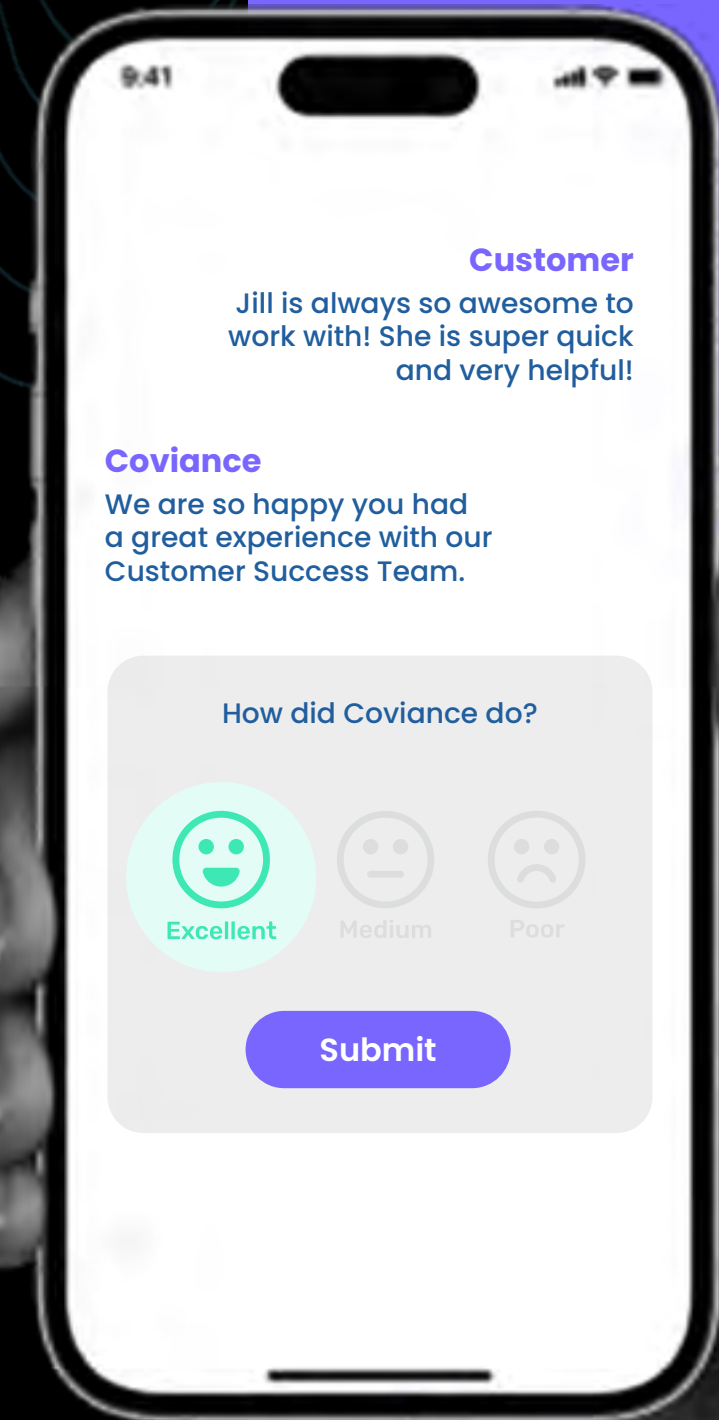 9:41
Customer
Jill is always so awesome to
work with! She is super quick
and very helpful!
Coviance
We are so happy you had
a great experience with our
Customer Success Team.
How did Coviance do?
Excellent
Medium
Poor
Submit